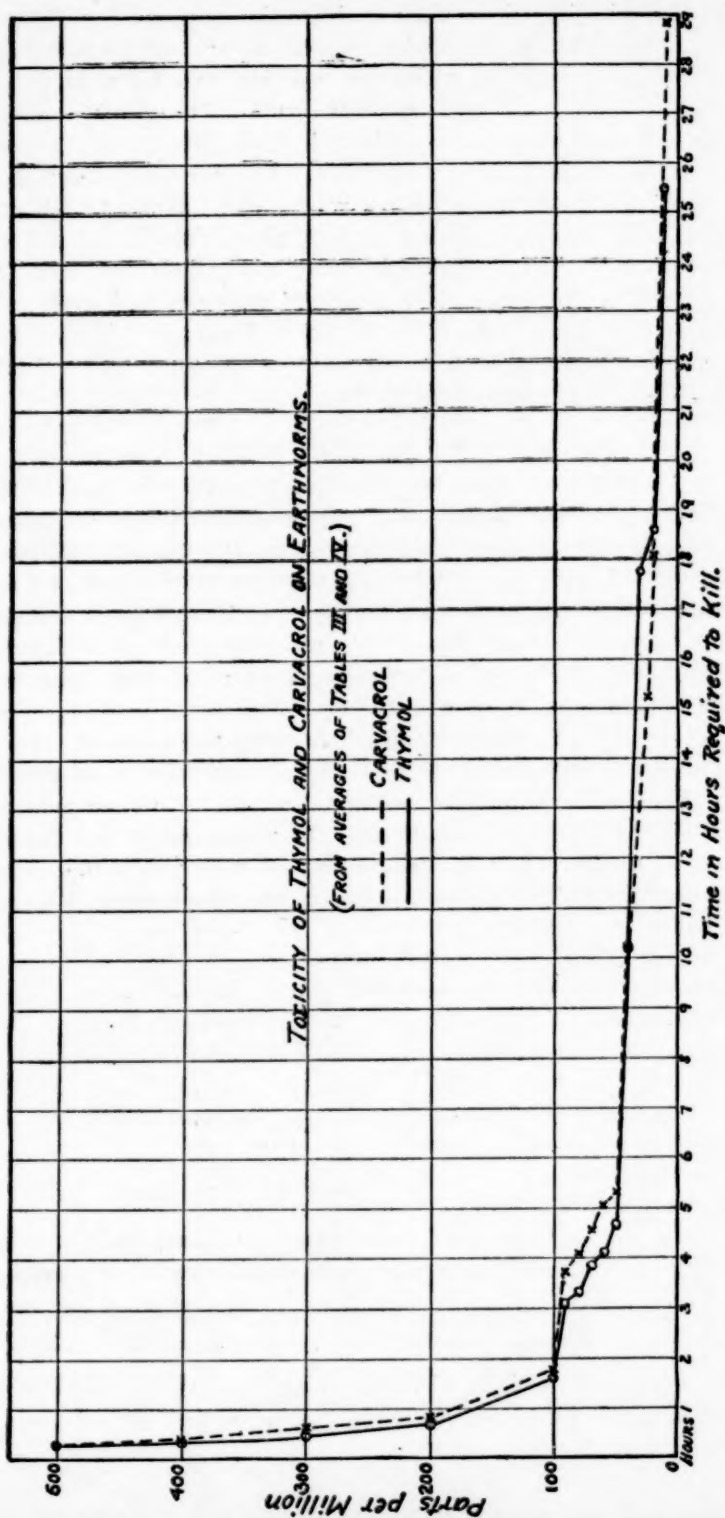 TOXICITY OF THYMOL AND CARVACROL ON EARTHWORMS.
(FROM AVERAGES OF TABLES III AND IV.)
CARVACROL
THYMOL
Parts per Million
600
400
300
200
100
0
HOURS 1 2 3 4 5 6 7 8 9 10 11 12 13 14 15 16 17 18 19 20 21 22 23 24 25 26 27 28 29
Time in Hours Required to Kill.